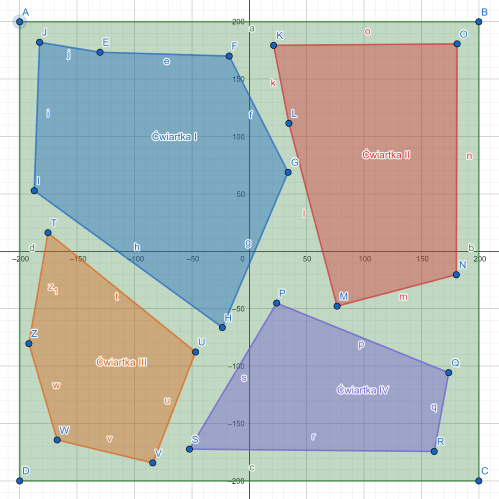 A
200
a
B
J
E
F
K
o
O
j
e
150
k
i
f
L
100
n
Ćwiartka I
Ćwiartka II
G
I
50
l
T
g
d
h
b
−200
−150
−100
−50
0
50
100
150
200
N
z₁
t
M
m
P
−50
H
Z
U
p
−100
Ćwiartka III
Q
s
Ćwiartka IV
w
u
q
−150
W
v
S
r
R
V
c
D
−200
C